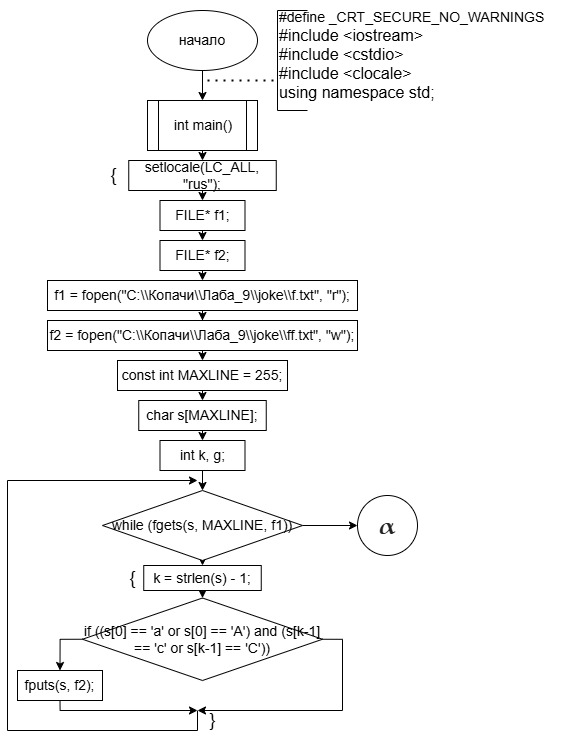 начало
#define _CRT_SECURE_NO_WARNINGS
#include <iostream>
#include <cstdio>
#include <clocale>
using namespace std;
int main()
{
setlocale(LC_ALL,
"rus");
FILE* f1;
FILE* f2;
f1 = fopen("C:\\Копачи\\Лаба_9\\joke\\f.txt", "r");
f2 = fopen("C:\\Копачи\\Лаба_9\\joke\\ff.txt", "w");
const int MAXLINE = 255;
char s[MAXLINE];
int k, g;
while (fgets(s, MAXLINE, f1))
α
{
k = strlen(s) - 1;
if ((s[0] == 'a' or s[0] == 'A') and (s[k-1]
== 'c' or s[k-1] == 'C'))
fputs(s, f2);
}